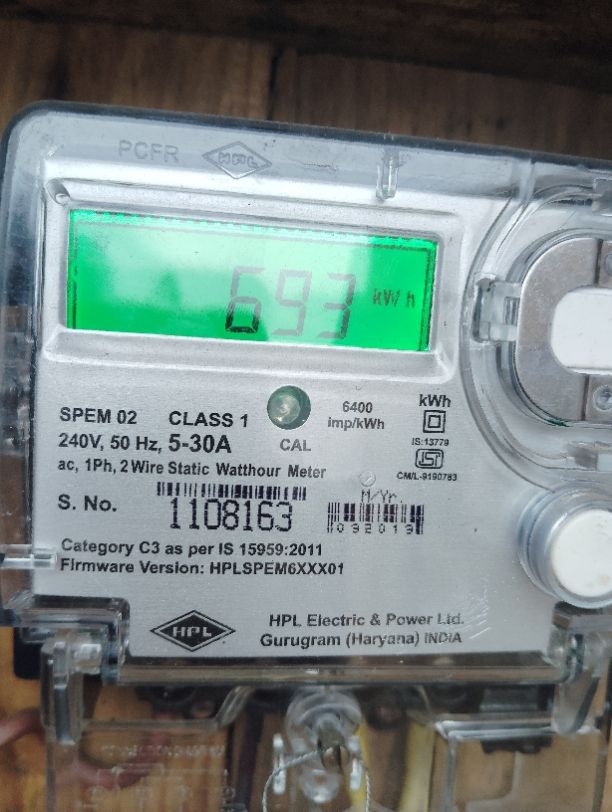 PCFR HPL
693 kWh
SPEM 02 CLASS 1
240V, 50 Hz, 5-30A
ac, 1Ph, 2 Wire Static Watthour Meter
CAL
6400
imp/kWh
kWh
IS:13779
ISI
CM/L-9190783
S. No. 1108163
M/Yr.
092019
Category C3 as per IS 15959:2011
Firmware Version: HPLSPEM6XXX01
HPL
HPL Electric & Power Ltd.
Gurugram (Haryana) INDIA